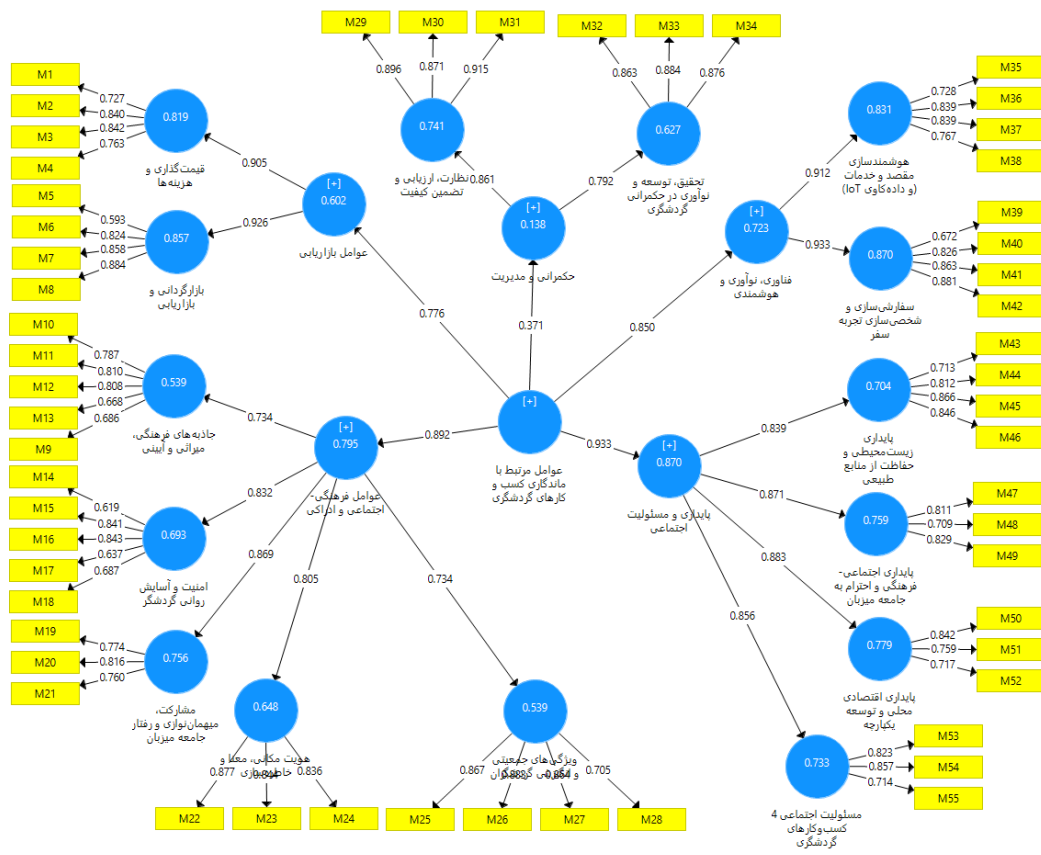 M29
M30
M31
0.896
0.871
0.915
0.741
نظارت، ارزیابی و
تضمین کیفیت
M32
M33
M34
0.863
0.884
0.876
0.627
تحقیق، توسعه و
نوآوری در حکمرانی
گردشگری
M1
M2
M3
M4
0.727
0.840
0.842
0.763
0.819
قیمت‌گذاری و
هزینه‌ها
M5
M6
M7
M8
0.593
0.824
0.858
0.884
0.857
بازارگردانی و
بازاریابی
0.905
0.926
[+]
0.602
عوامل بازاریابی
0.861
0.792
[+]
0.138
حکمرانی و مدیریت
M35
M36
M37
M38
0.728
0.839
0.839
0.767
0.831
هوشمندسازی
مقصد و خدمات
(و داده‌کاوی IoT)
M39
M40
M41
M42
0.672
0.826
0.863
0.881
0.870
سفارشی‌سازی و
شخصی‌سازی تجربه
سفر
0.912
0.933
[+]
0.723
فناوری، نوآوری و
هوشمندی
0.776
0.371
0.850
0.892
0.933
[+]
عوامل مرتبط با
ماندگاری کسب و
کارهای گردشگری
M10
M11
M12
M13
M9
0.787
0.810
0.808
0.668
0.686
0.539
جاذبه‌های فرهنگی،
میراثی و آیینی
M14
M15
M16
M17
M18
0.619
0.841
0.843
0.637
0.687
0.693
امنیت و آسایش
روانی گردشگر
M19
M20
M21
0.774
0.816
0.760
0.756
مشارکت،
میهمان‌نوازی و رفتار
جامعه میزبان
0.734
0.832
0.869
0.805
0.734
[+]
0.795
عوامل فرهنگی-
اجتماعی و ادراکی
0.648
هویت مکانی، معنا و
خاطره‌سازی
0.877
0.836
M22
M23
M24
0.539
ویژگی‌های جمعیتی
و نگرشی گردشگران
0.867
0.705
M25
M26
M27
M28
[+]
0.870
پایداری و مسئولیت
اجتماعی
0.839
0.871
0.883
0.856
M43
M44
M45
M46
0.713
0.812
0.866
0.846
0.704
پایداری
زیست‌محیطی و
حفاظت از منابع
طبیعی
M47
M48
M49
0.811
0.709
0.829
0.759
پایداری اجتماعی-
فرهنگی و احترام به
جامعه میزبان
M50
M51
M52
0.842
0.759
0.717
0.779
پایداری اقتصادی
محلی و توسعه
یکپارچه
M53
M54
M55
0.823
0.857
0.714
0.733
مسئولیت اجتماعی 4
کسب‌وکارهای
گردشگری